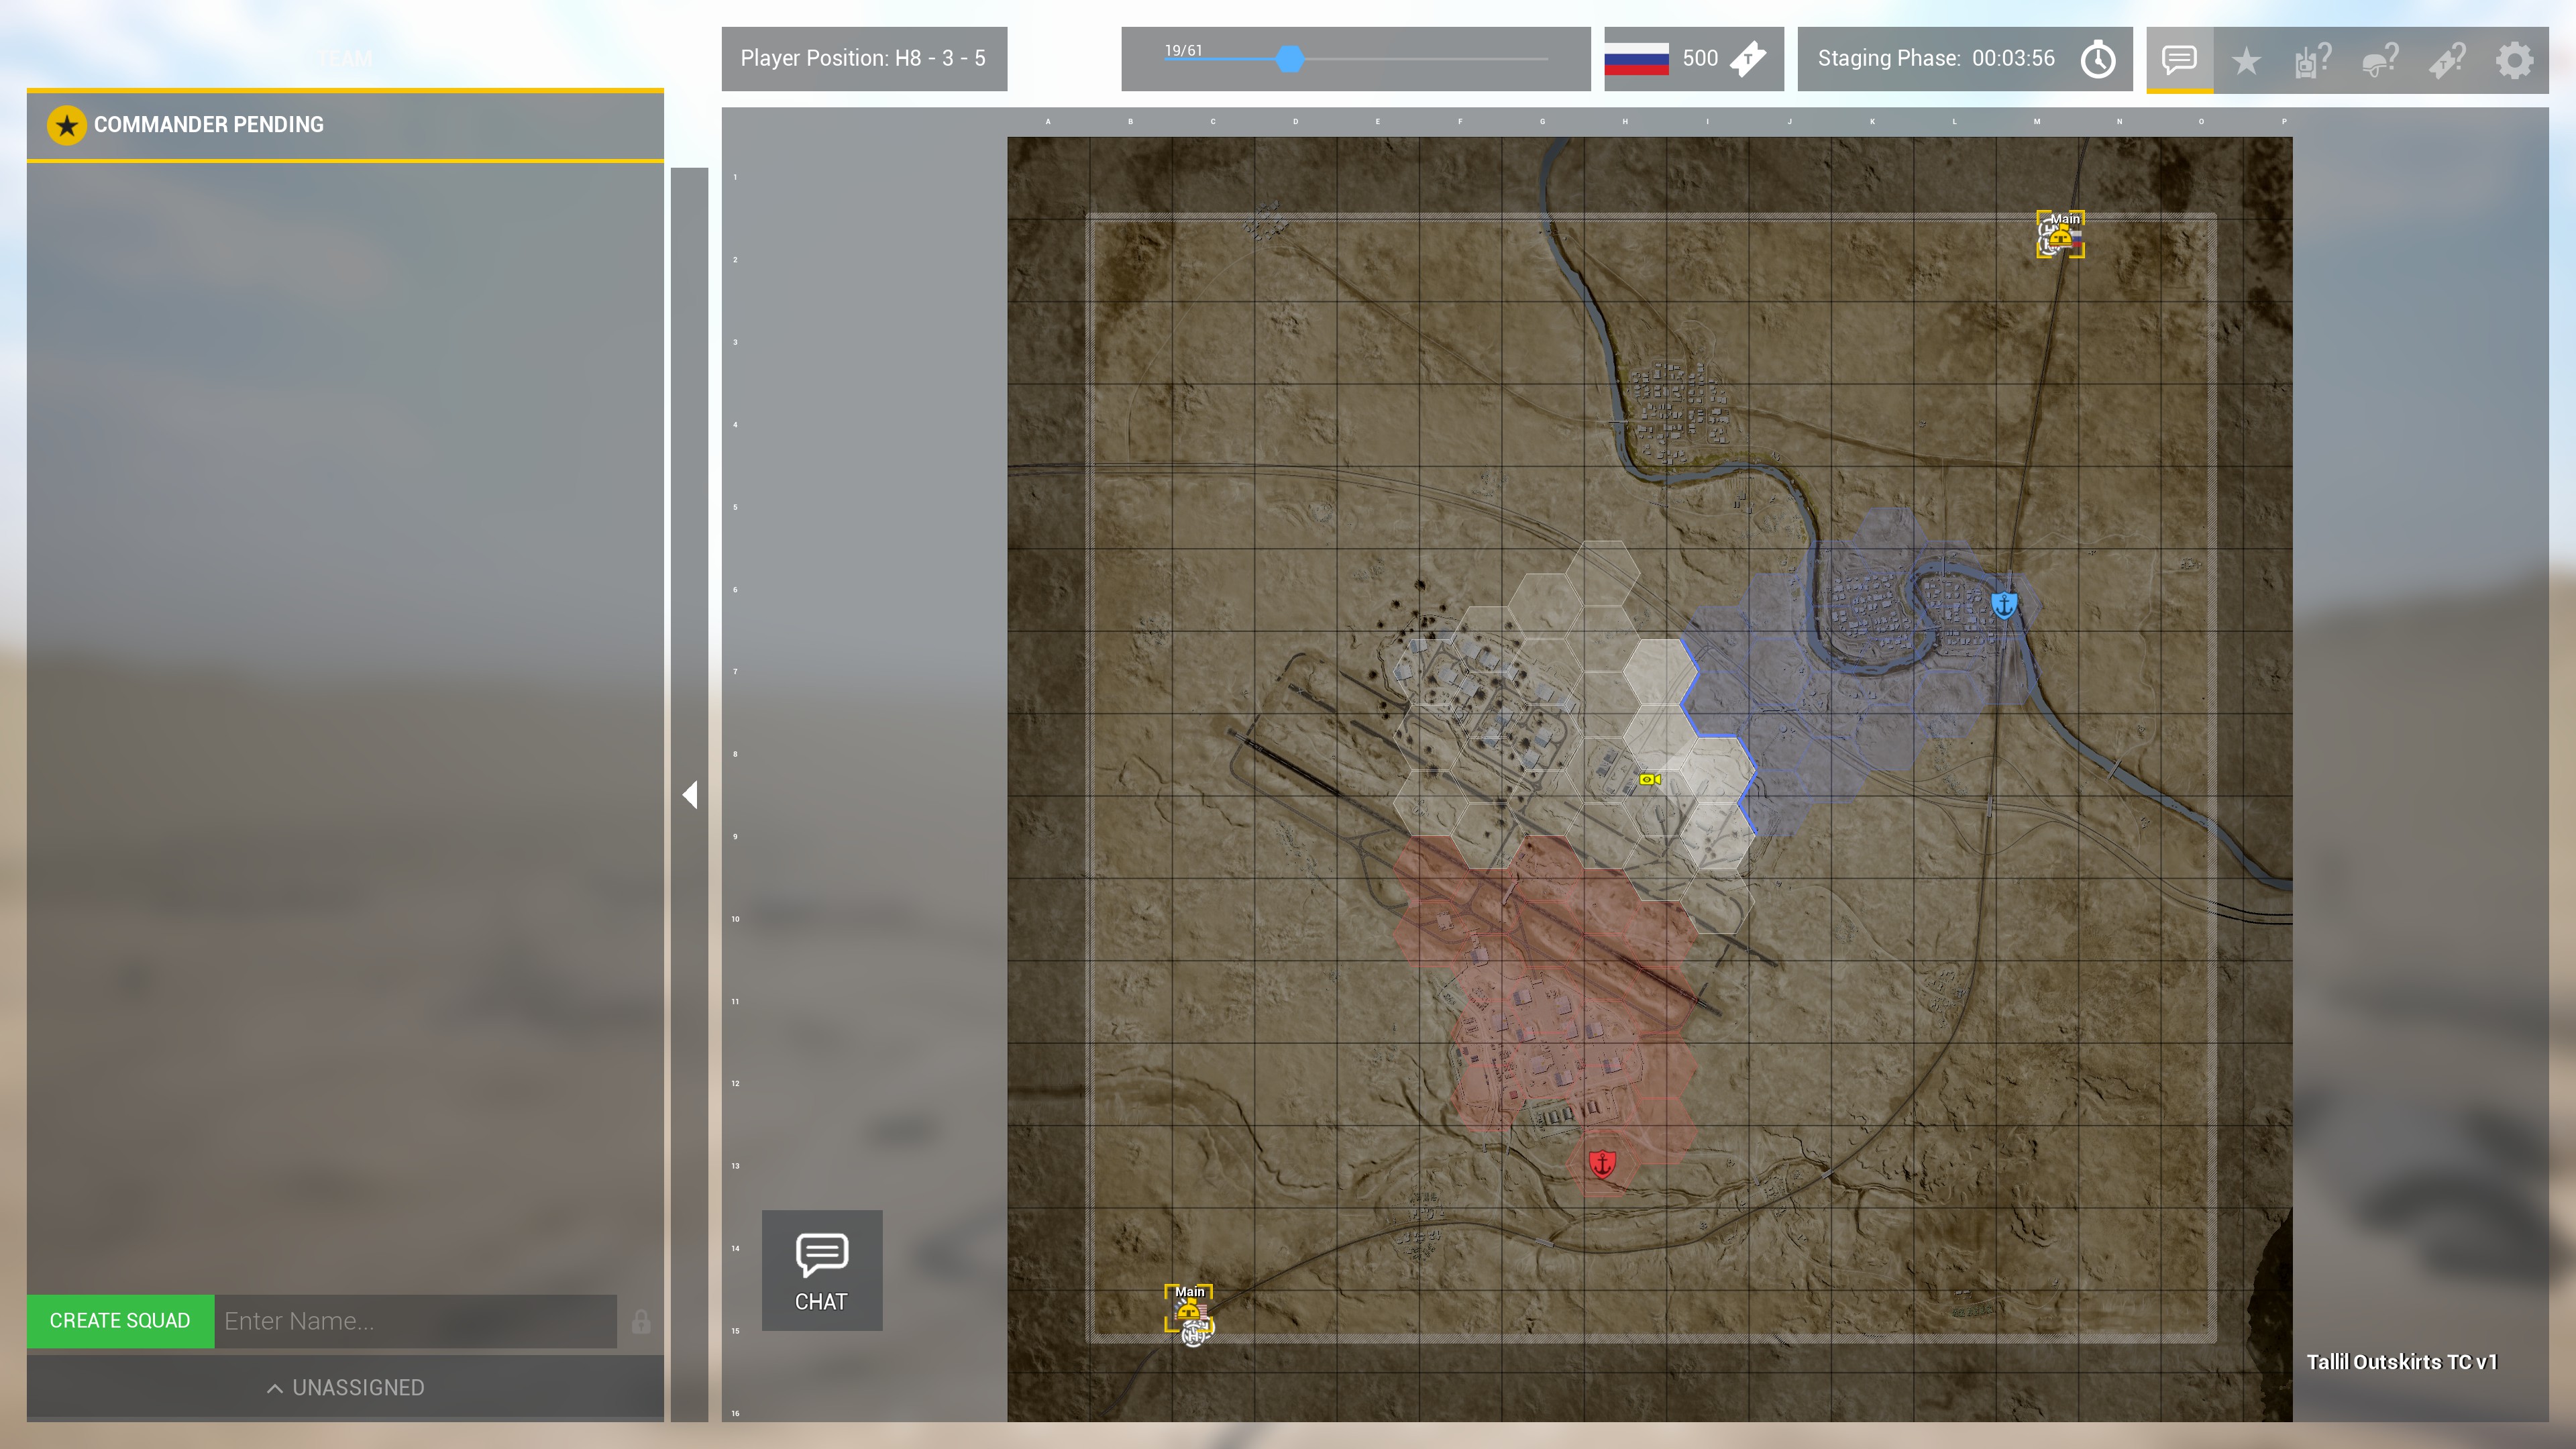 TEAM
Player Position: H8 - 3 - 5
19/61
500
Staging Phase: 00:03:56
COMMANDER PENDING
A B C D E F G H I J K L M N O P
1
2
3
4
5
6
7
8
9
10
11
12
13
14
15
16
Main
Main
CHAT
CREATE SQUAD
Enter Name...
UNASSIGNED
Tallil Outskirts TC v1